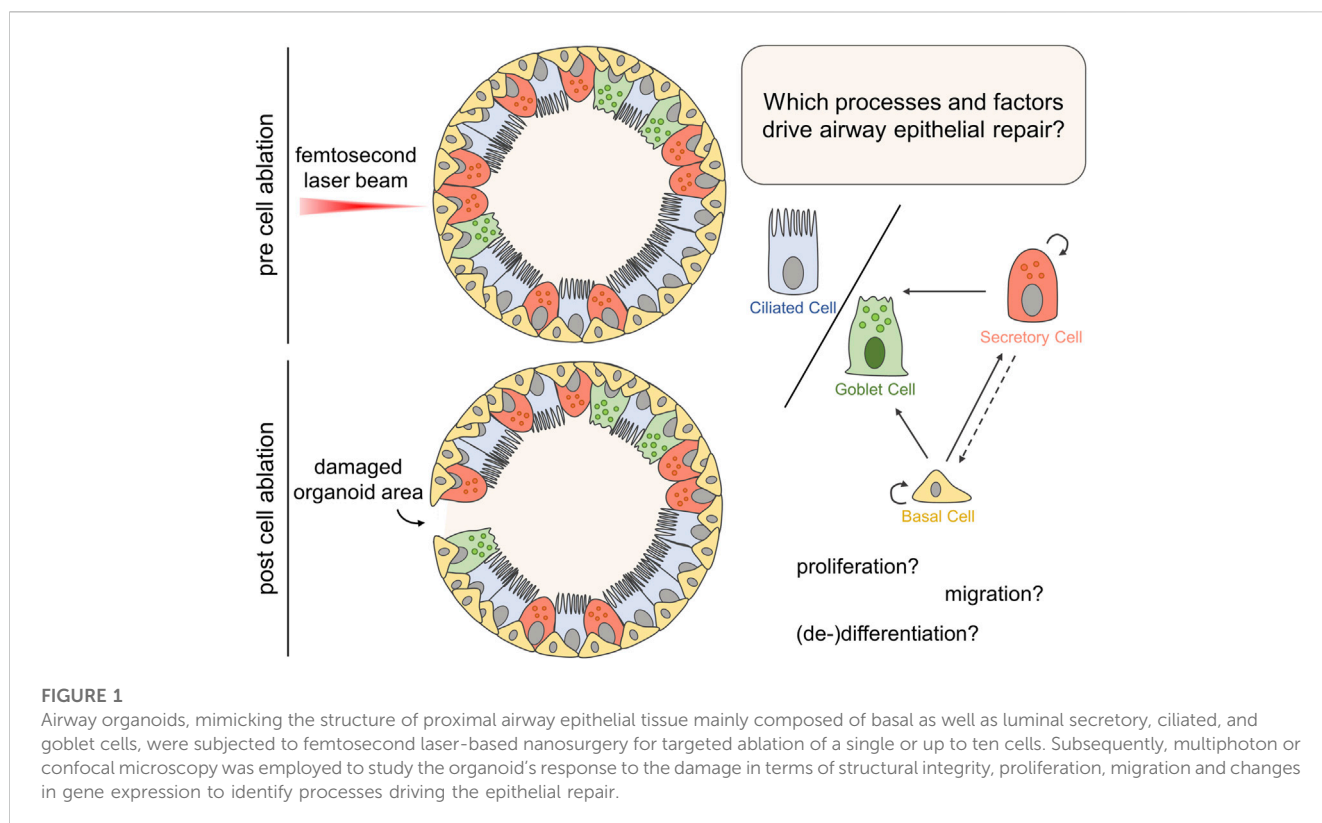 pre cell ablation
femtosecond
laser beam
Which processes and factors
drive airway epithelial repair?
Ciliated Cell
Secretory Cell
Goblet Cell
Basal Cell
post cell ablation
damaged
organoid area
proliferation?
migration?
(de-)differentiation?
FIGURE 1
Airway organoids, mimicking the structure of proximal airway epithelial tissue mainly composed of basal as well as luminal secretory, ciliated, and
goblet cells, were subjected to femtosecond laser-based nanosurgery for targeted ablation of a single or up to ten cells. Subsequently, multiphoton or
confocal microscopy was employed to study the organoid’s response to the damage in terms of structural integrity, proliferation, migration and changes
in gene expression to identify processes driving the epithelial repair.